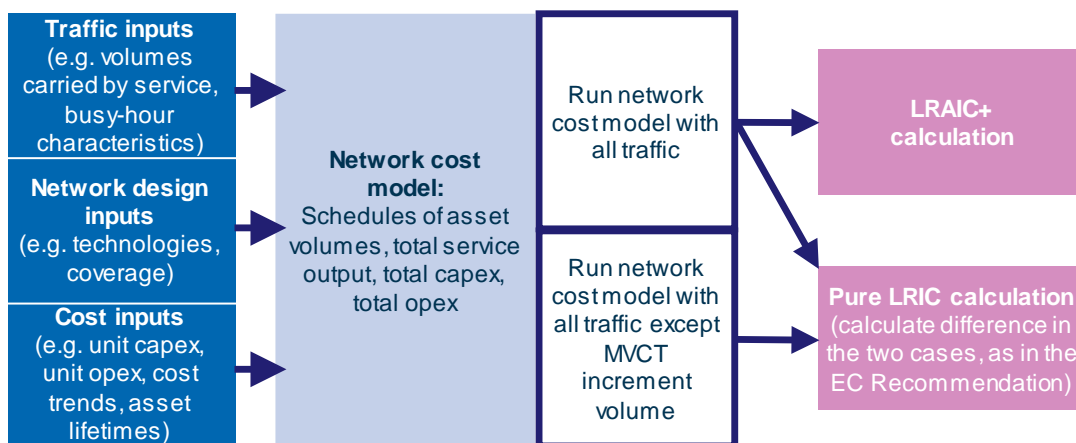 Traffic inputs
(e.g. volumes
carried by service,
busy-hour
characteristics)
Network design
inputs
(e.g. technologies,
coverage)
Cost inputs
(e.g. unit capex,
unit opex, cost
trends, asset
lifetimes)
Network cost
model:
Schedules of asset
volumes, total service
output, total capex,
total opex
Run network
cost model with
all traffic
Run network
cost model with
all traffic except
MVCT
increment
volume
LRAIC+
calculation
Pure LRIC calculation
(calculate difference in
the two cases, as in the
EC Recommendation)